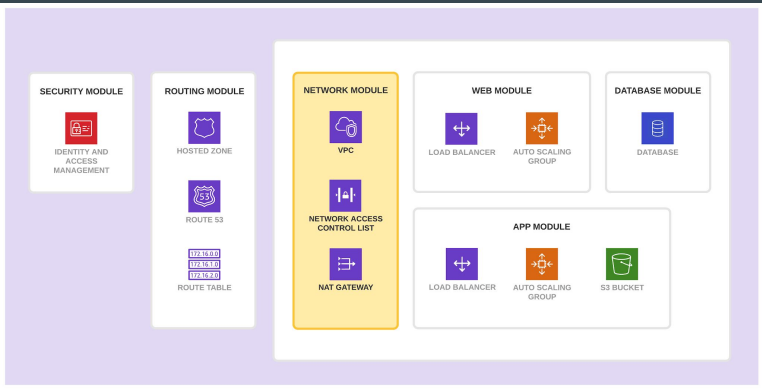 SECURITY MODULE
IDENTITY AND
ACCESS
MANAGEMENT
ROUTING MODULE
HOSTED ZONE
53
ROUTE 53
172.16.0.0
172.16.1.0
172.16.2.0
ROUTE TABLE
NETWORK MODULE
VPC
NETWORK ACCESS
CONTROL LIST
NAT GATEWAY
WEB MODULE
LOAD BALANCER
AUTO SCALING
GROUP
DATABASE MODULE
DATABASE
APP MODULE
LOAD BALANCER
AUTO SCALING
GROUP
S3 BUCKET